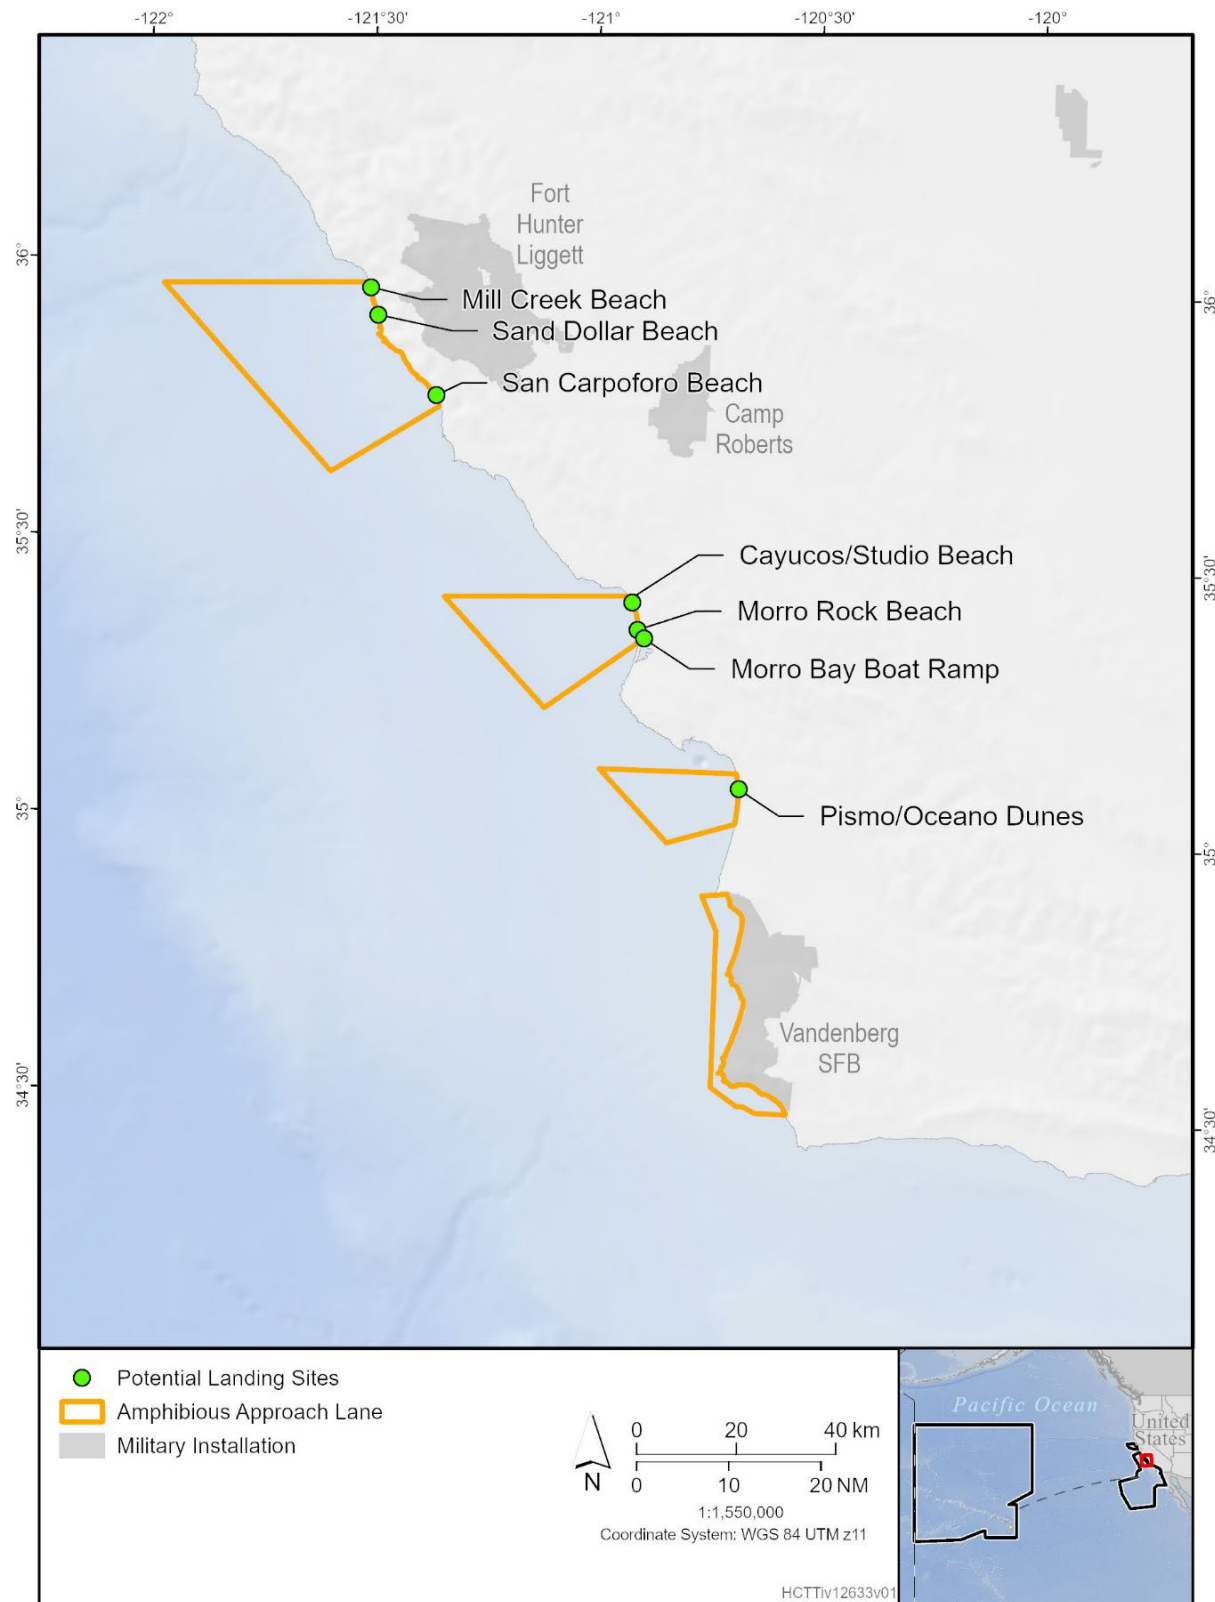 -122°
-121°30'
-121°
-120°30'
-120°
Fort
Hunter
Liggett
36°
36°
Mill Creek Beach
Sand Dollar Beach
San Carpoforo Beach
Camp
Roberts
35°30'
35°30'
Cayucos/Studio Beach
Morro Rock Beach
Morro Bay Boat Ramp
35°
35°
Pismo/Oceano Dunes
Vandenberg
SFB
34°30'
34°30'
Potential Landing Sites
Amphibious Approach Lane
Military Installation
N
0 20 40 km
0 10 20 NM
1:1,550,000
Coordinate System: WGS 84 UTM z11
HCTTiv12633v01
Pacific Ocean
United
States